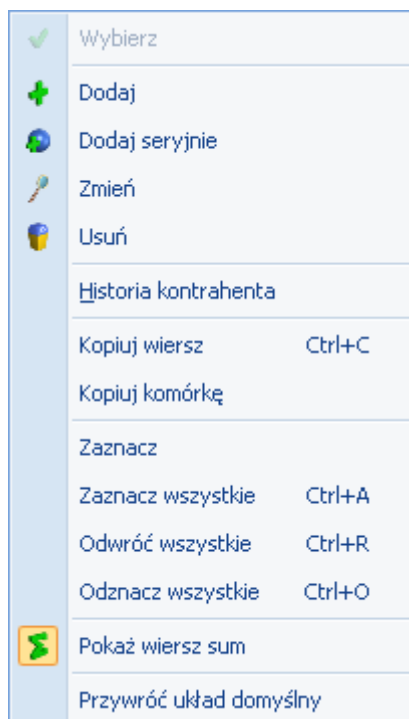 Wybierz
Dodaj
Dodaj seryjnie
Zmień
Usuń
Historia kontrahenta
Kopiuj wiersz Ctrl+C
Kopiuj komórkę
Zaznacz
Zaznacz wszystkie Ctrl+A
Odwróć wszystkie Ctrl+R
Odznacz wszystkie Ctrl+O
Pokaż wiersz sum
Przywróć układ domyślny